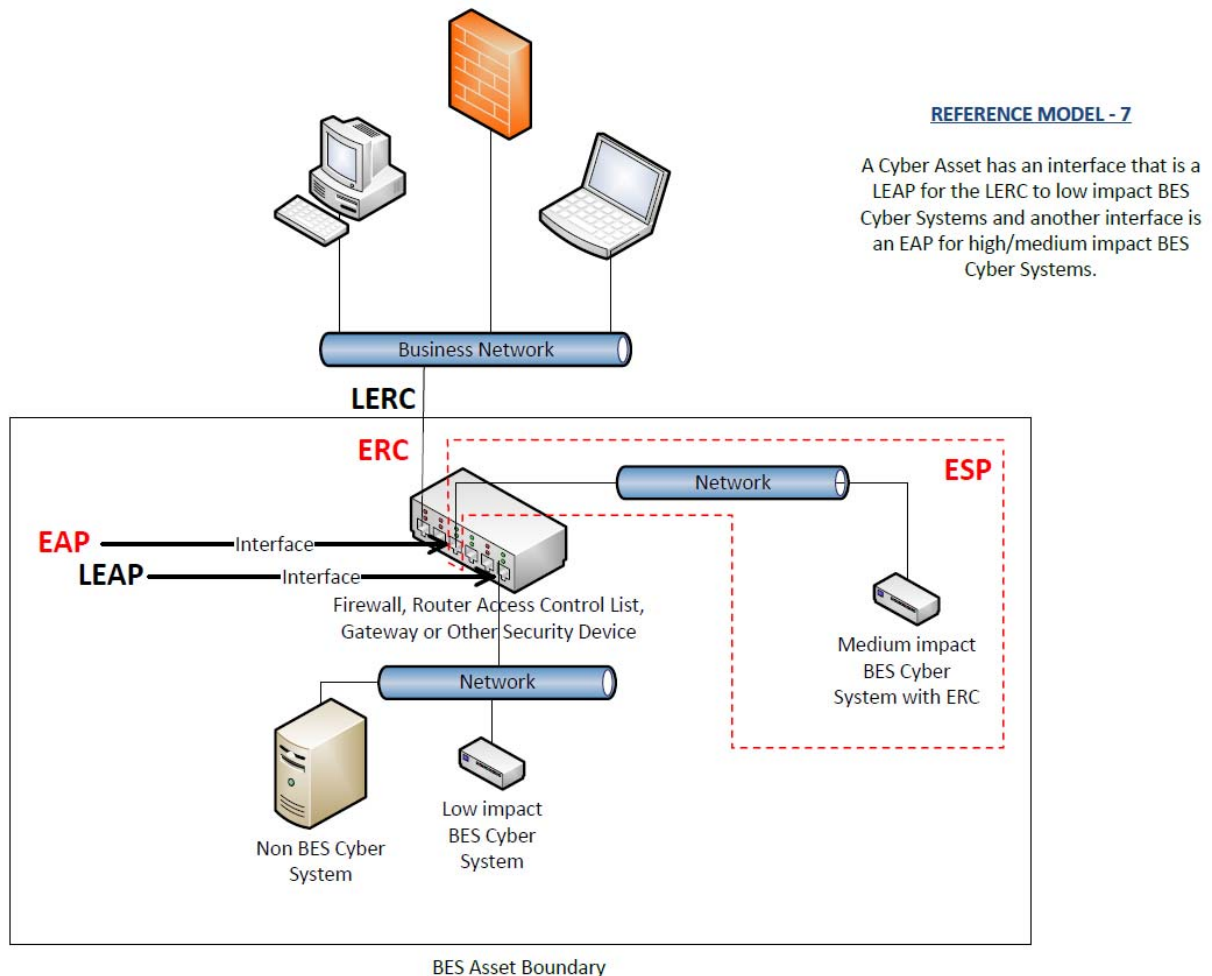 REFERENCE MODEL - 7
A Cyber Asset has an interface that is a
LEAP for the LERC to low impact BES
Cyber Systems and another interface is
an EAP for high/medium impact BES
Cyber Systems.
Business Network
LERC
ERC
ESP
Network
EAP
Interface
LEAP
Interface
Firewall, Router Access Control List,
Gateway or Other Security Device
Medium impact
BES Cyber
System with ERC
Network
Non BES Cyber
System
Low impact
BES Cyber
System
BES Asset Boundary